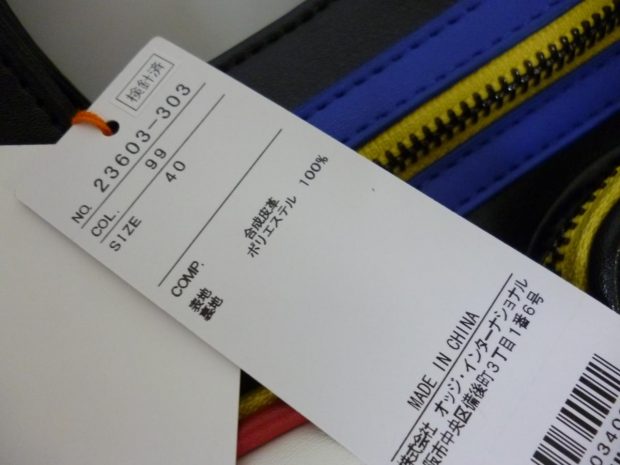 検針済
NO. 23603-303
COL. 99
SIZE 40
COMP.
表地 合成皮革
裏地 ポリエステル 100%
MADE IN CHINA
株式会社 オッジ・インターナショナル
阪市中央区備後町3丁目1番6号